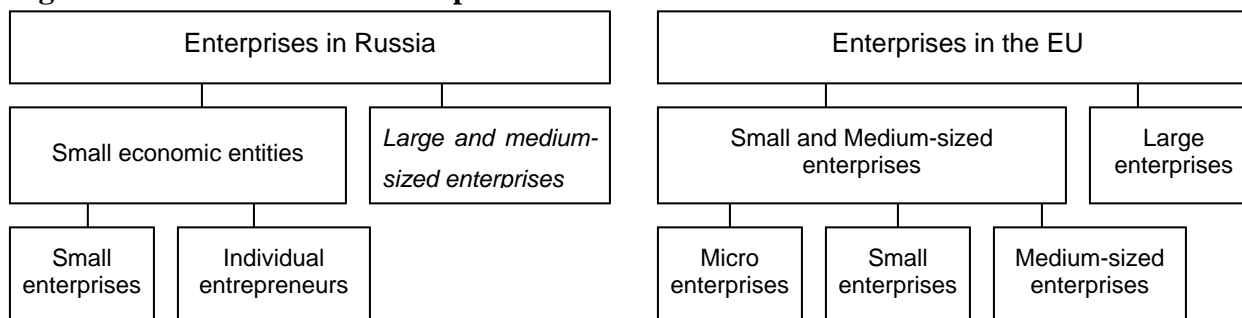 Enterprises in Russia
Enterprises in the EU
Small economic entities
Large and medium-
sized enterprises
Small and Medium-sized
enterprises
Large
enterprises
Small
enterprises
Individual
entrepreneurs
Micro
enterprises
Small
enterprises
Medium-sized
enterprises